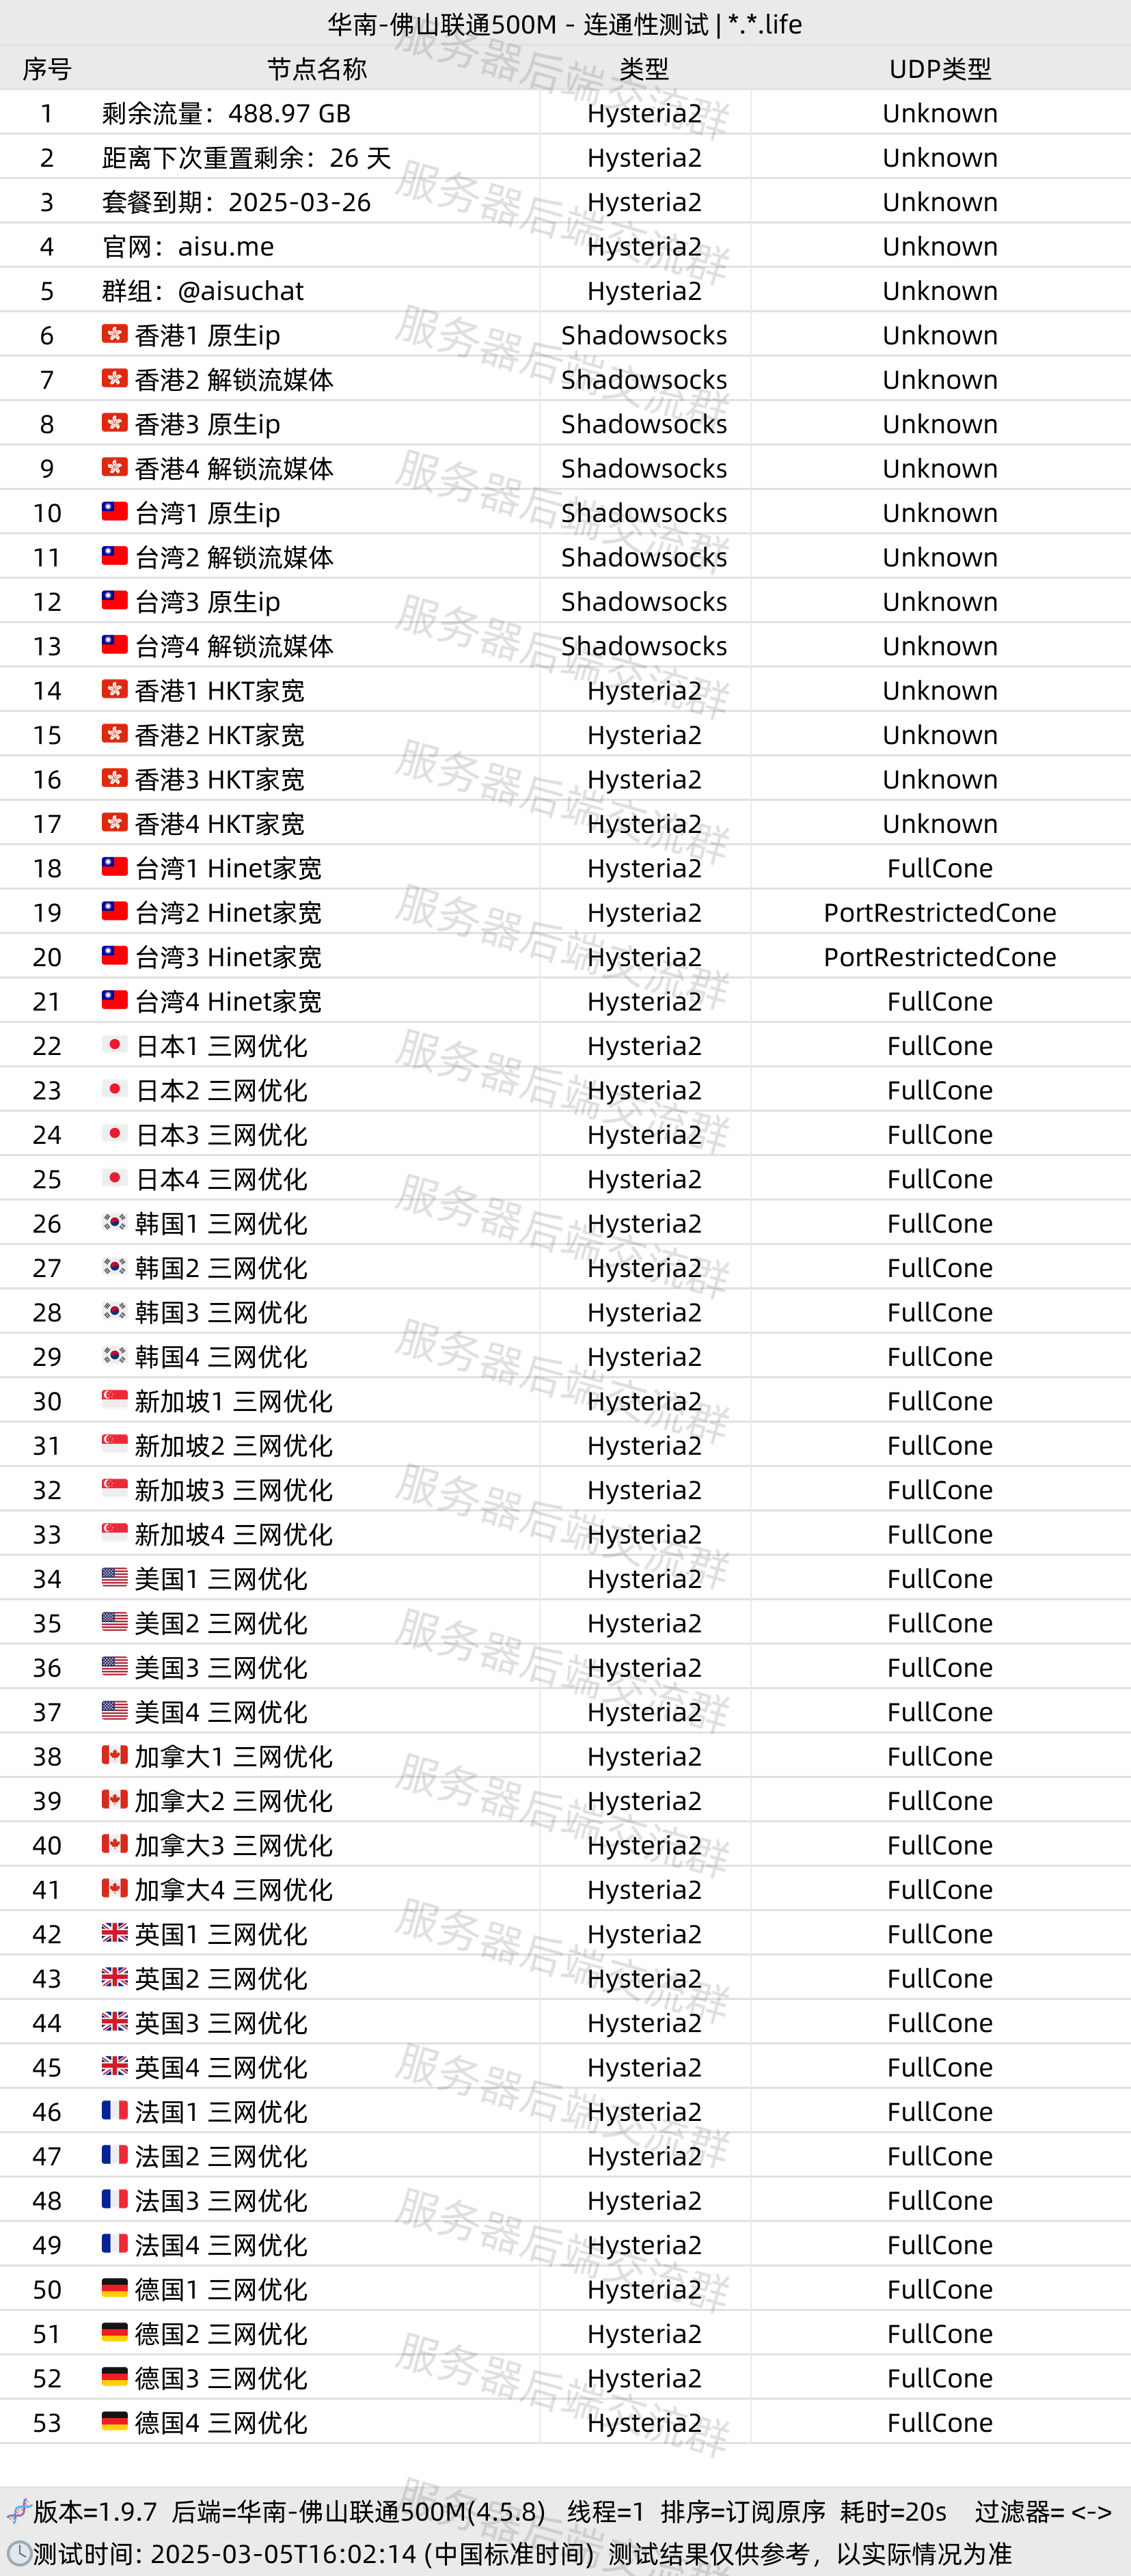 华南-佛山联通500M - 连通性测试 | *.*.life
序号 节点名称 类型 UDP类型
1 剩余流量：488.97 GB Hysteria2 Unknown
2 距离下次重置剩余：26 天 Hysteria2 Unknown
3 套餐到期：2025-03-26 Hysteria2 Unknown
4 官网：aisu.me Hysteria2 Unknown
5 群组：@aisuchat Hysteria2 Unknown
6 香港1 原生ip Shadowsocks Unknown
7 香港2 解锁流媒体 Shadowsocks Unknown
8 香港3 原生ip Shadowsocks Unknown
9 香港4 解锁流媒体 Shadowsocks Unknown
10 台湾1 原生ip Shadowsocks Unknown
11 台湾2 解锁流媒体 Shadowsocks Unknown
12 台湾3 原生ip Shadowsocks Unknown
13 台湾4 解锁流媒体 Shadowsocks Unknown
14 香港1 HKT家宽 Hysteria2 Unknown
15 香港2 HKT家宽 Hysteria2 Unknown
16 香港3 HKT家宽 Hysteria2 Unknown
17 香港4 HKT家宽 Hysteria2 Unknown
18 台湾1 Hinet家宽 Hysteria2 FullCone
19 台湾2 Hinet家宽 Hysteria2 PortRestrictedCone
20 台湾3 Hinet家宽 Hysteria2 PortRestrictedCone
21 台湾4 Hinet家宽 Hysteria2 FullCone
22 日本1 三网优化 Hysteria2 FullCone
23 日本2 三网优化 Hysteria2 FullCone
24 日本3 三网优化 Hysteria2 FullCone
25 日本4 三网优化 Hysteria2 FullCone
26 韩国1 三网优化 Hysteria2 FullCone
27 韩国2 三网优化 Hysteria2 FullCone
28 韩国3 三网优化 Hysteria2 FullCone
29 韩国4 三网优化 Hysteria2 FullCone
30 新加坡1 三网优化 Hysteria2 FullCone
31 新加坡2 三网优化 Hysteria2 FullCone
32 新加坡3 三网优化 Hysteria2 FullCone
33 新加坡4 三网优化 Hysteria2 FullCone
34 美国1 三网优化 Hysteria2 FullCone
35 美国2 三网优化 Hysteria2 FullCone
36 美国3 三网优化 Hysteria2 FullCone
37 美国4 三网优化 Hysteria2 FullCone
38 加拿大1 三网优化 Hysteria2 FullCone
39 加拿大2 三网优化 Hysteria2 FullCone
40 加拿大3 三网优化 Hysteria2 FullCone
41 加拿大4 三网优化 Hysteria2 FullCone
42 英国1 三网优化 Hysteria2 FullCone
43 英国2 三网优化 Hysteria2 FullCone
44 英国3 三网优化 Hysteria2 FullCone
45 英国4 三网优化 Hysteria2 FullCone
46 法国1 三网优化 Hysteria2 FullCone
47 法国2 三网优化 Hysteria2 FullCone
48 法国3 三网优化 Hysteria2 FullCone
49 法国4 三网优化 Hysteria2 FullCone
50 德国1 三网优化 Hysteria2 FullCone
51 德国2 三网优化 Hysteria2 FullCone
52 德国3 三网优化 Hysteria2 FullCone
53 德国4 三网优化 Hysteria2 FullCone
版本=1.9.7 后端=华南-佛山联通500M(4.5.8) 线程=1 排序=订阅原序 耗时=20s 过滤器= <->
测试时间: 2025-03-05T16:02:14 (中国标准时间) 测试结果仅供参考，以实际情况为准
服务器后端交流群